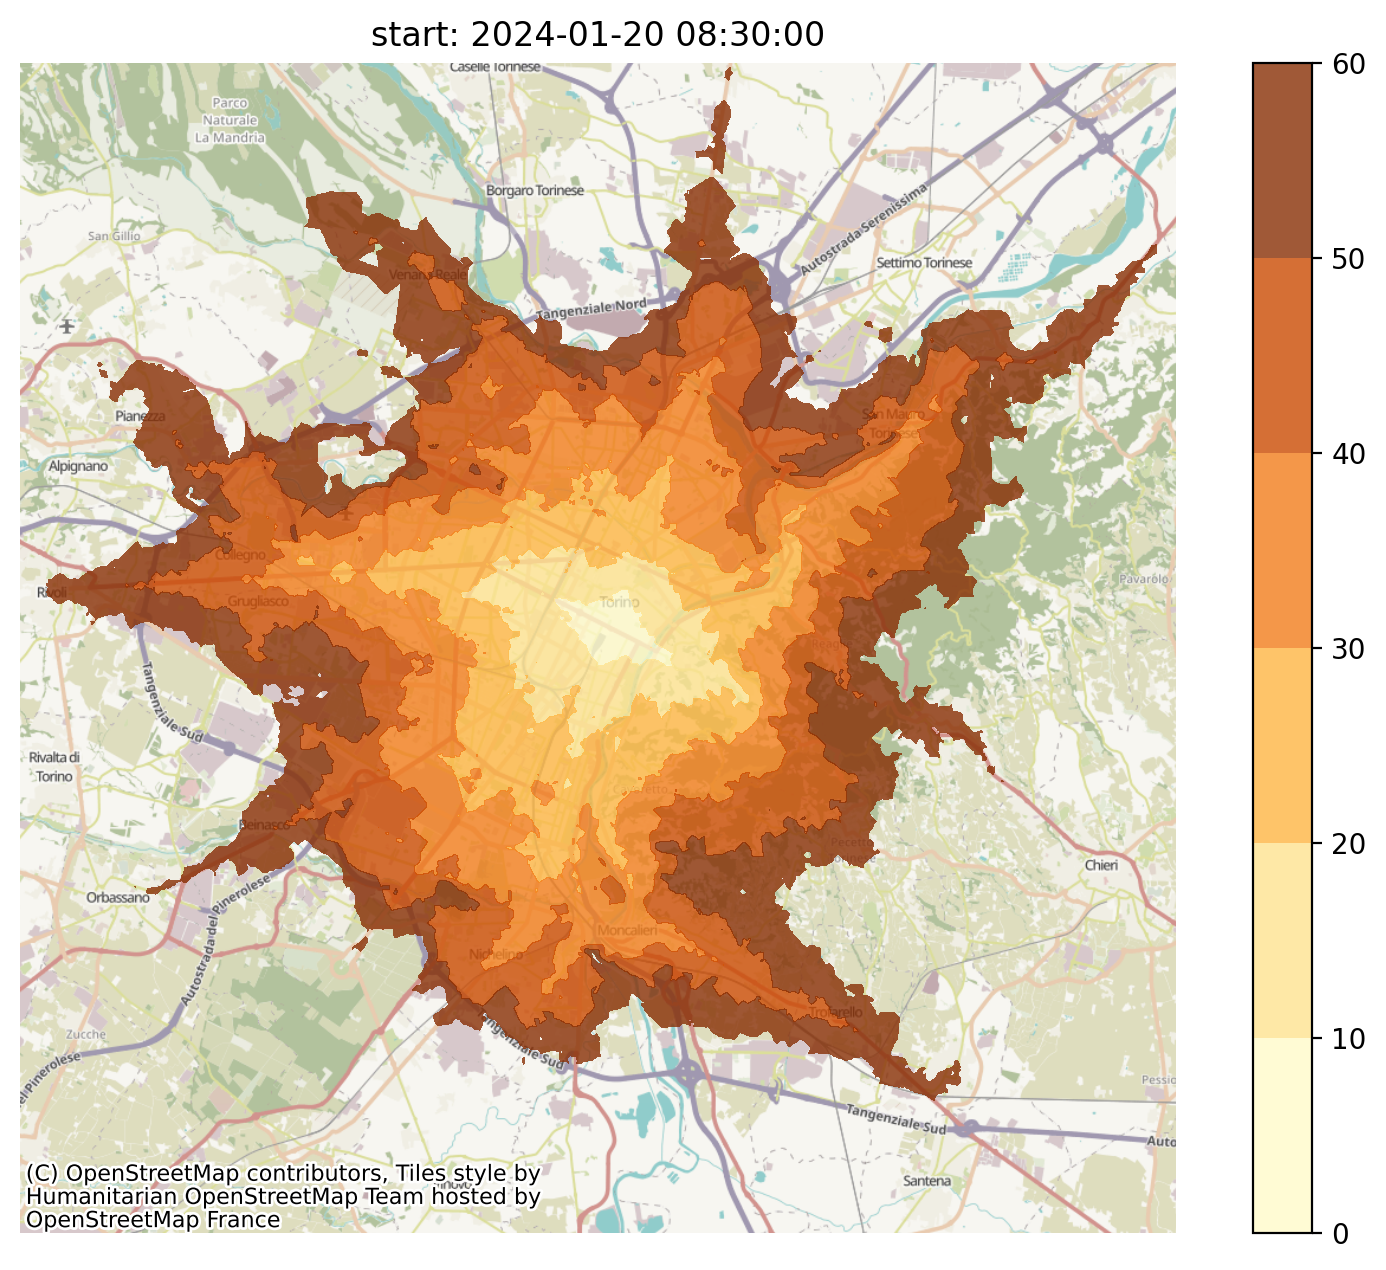 start: 2024-01-20 08:30:00
Caselle Torinese
Parco
Naturale
La Mandria
Borgaro Torinese
San Gillio
Autostrada Serenissima
Settimo Torinese
Venaria Reale
Tangenziale Nord
Pianezza
San Mauro
Torinese
Alpignano
Collegno
Pavarolo
Rivoli
Grugliasco
Torino
Tangenziale Sud
Rivalta di
Torino
Cavoretto
Beinasco
Pecetto
Chieri
Orbassano
Autostrada del Pinerolese
Moncalieri
Nichelino
Trofarello
Zucche
Tangenziale Sud
el Pinerolese
Pessio
Tangenziale Sud
Auto
Santena
(C) OpenStreetMap contributors, Tiles style by
Humanitarian OpenStreetMap Team hosted by
OpenStreetMap France
60
50
40
30
20
10
0